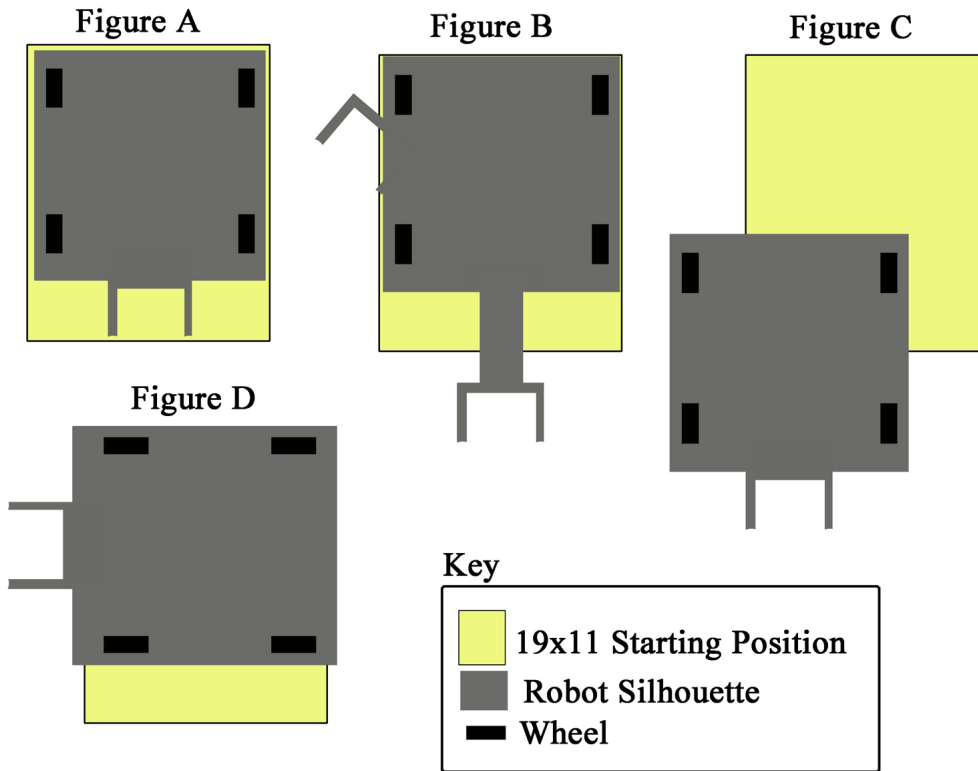 Figure A
Figure B
Figure C
Figure D
Key
19x11 Starting Position
Robot Silhouette
Wheel